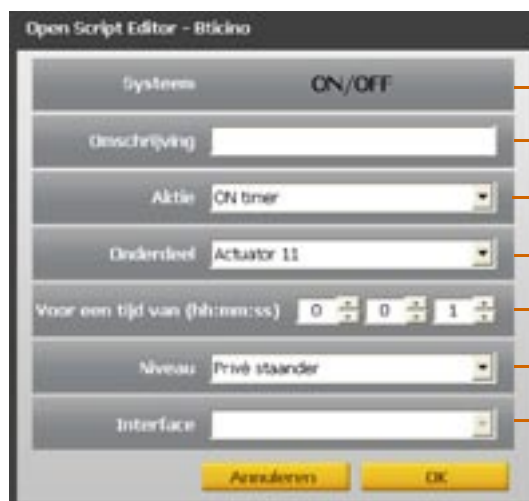 Open Script Editor - Bticino
Systeem ON/OFF
Omschrijving
Aktie ON timer
Onderdeel Actuator 11
Voor een tijd van (hh:mm:ss) 0 0 1
Niveau Privé staander
Interface
Annuleren OK